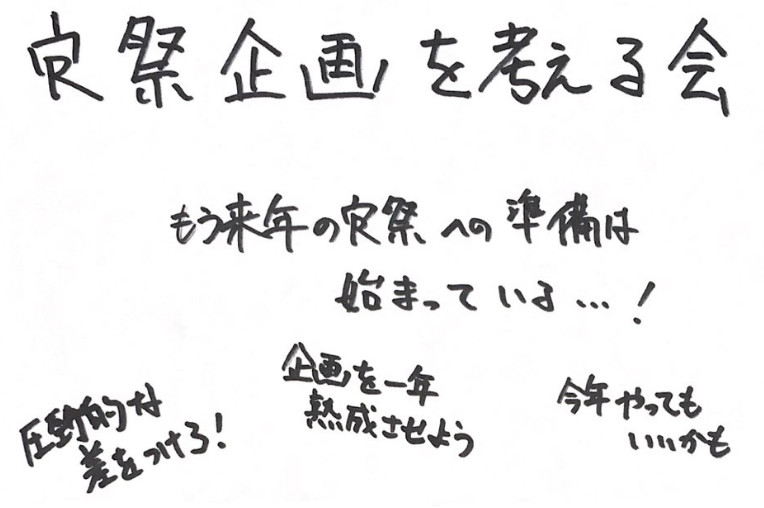 寮祭企画を考える会
もう来年の寮祭への準備は
始まっている…!
圧倒的な
差をつけろ!
企画を一年
熟成させよう
今年やっても
いいかも